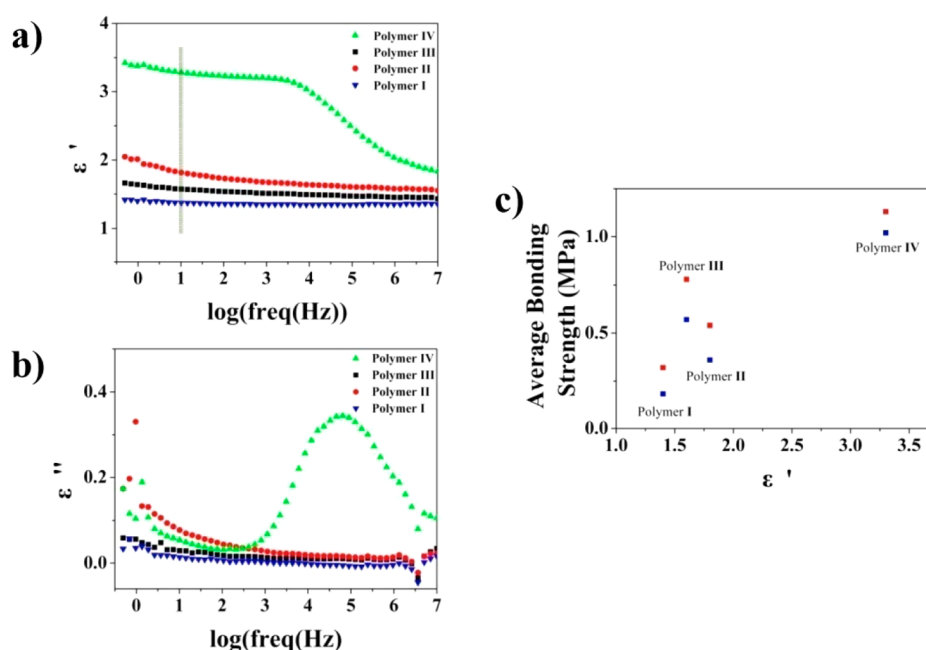 a)
4
3
2
1
ε '
Polymer IV
Polymer III
Polymer II
Polymer I
0 1 2 3 4 5 6 7
log(freq(Hz))
b)
0.4
0.2
0.0
ε "
Polymer IV
Polymer III
Polymer II
Polymer I
0 1 2 3 4 5 6 7
log(freq(Hz)
c)
Average Bonding
Strength (MPa)
1.0
0.5
0.0
Polymer IV
Polymer III
Polymer II
Polymer I
1.0 1.5 2.0 2.5 3.0 3.5
ε '